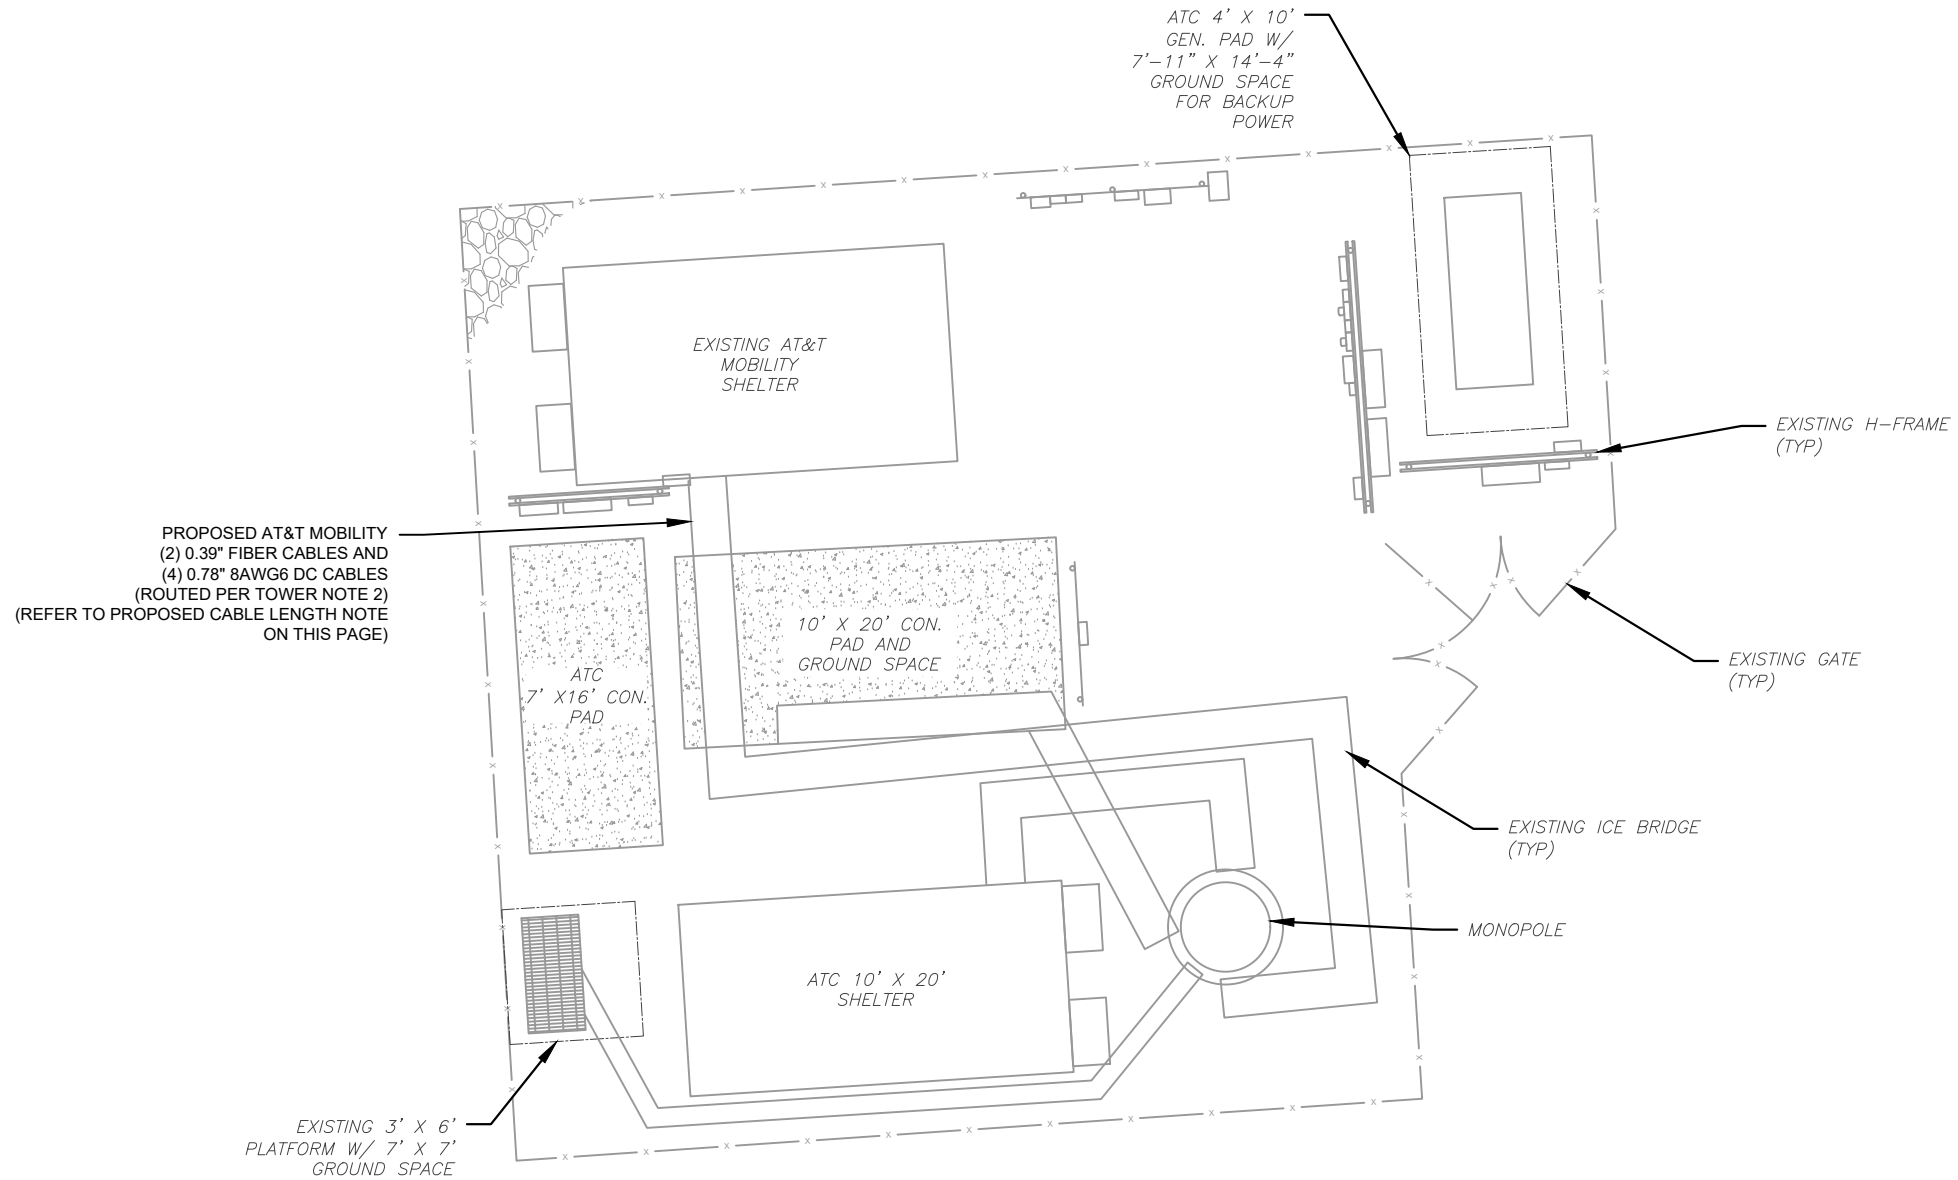 ATC 4' X 10'
GEN. PAD W/
7'-11" X 14'-4"
GROUND SPACE
FOR BACKUP
POWER
EXISTING AT&T
MOBILITY
SHELTER
EXISTING H-FRAME
(TYP)
PROPOSED AT&T MOBILITY
(2) 0.39" FIBER CABLES AND
(4) 0.78" 8AWG6 DC CABLES
(ROUTED PER TOWER NOTE 2)
(REFER TO PROPOSED CABLE LENGTH NOTE
ON THIS PAGE)
10' X 20' CON.
PAD AND
GROUND SPACE
ATC
7' X16' CON.
PAD
EXISTING GATE
(TYP)
EXISTING ICE BRIDGE
(TYP)
MONOPOLE
ATC 10' X 20'
SHELTER
EXISTING 3' X 6'
PLATFORM W/ 7' X 7'
GROUND SPACE